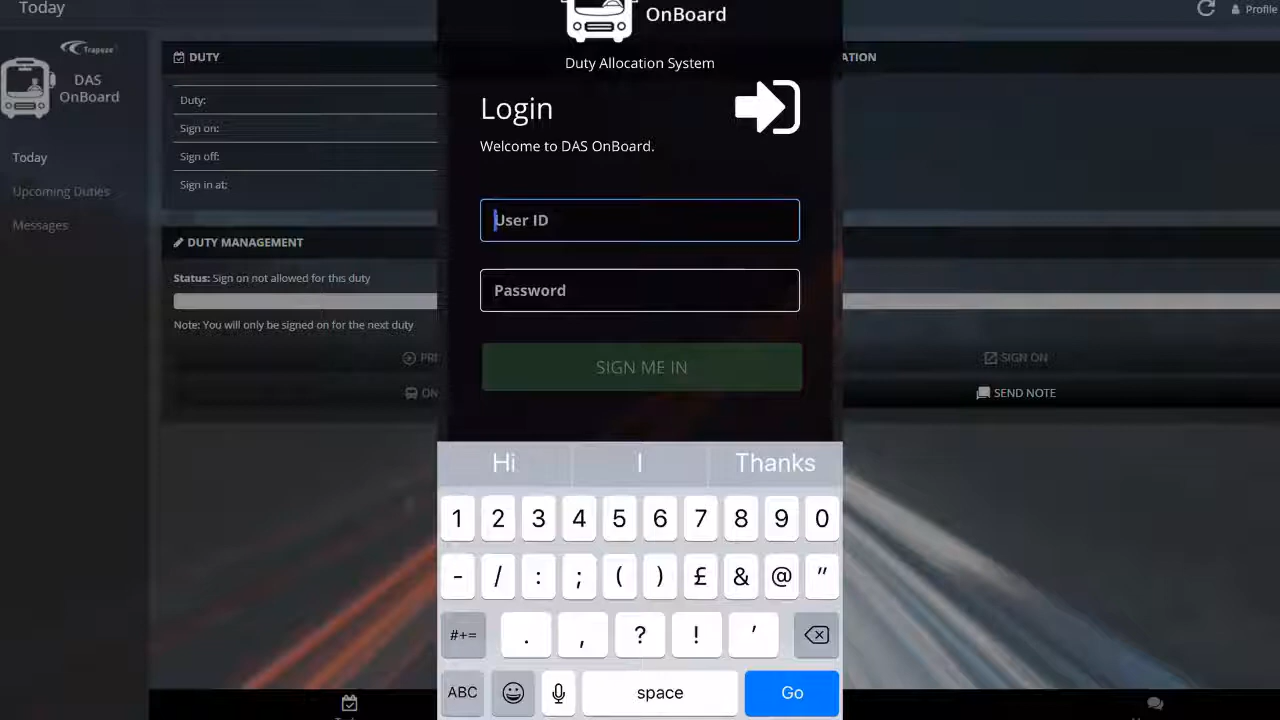 Today
Profile
Trapeze
DAS
OnBoard
Today
Upcoming Duties
Messages
DUTY
Duty:
Sign on:
Sign off:
Sign in at:
DUTY MANAGEMENT
Status: Sign on not allowed for this duty
Note: You will only be signed on for the next duty
PRE
ON
ATION
SIGN ON
SEND NOTE
OnBoard
Duty Allocation System
Login
Welcome to DAS OnBoard.
User ID
Password
SIGN ME IN
Hi I Thanks
1 2 3 4 5 6 7 8 9 0
- / : ; ( ) £ & @ "
#+= . , ? ! '
ABC space Go